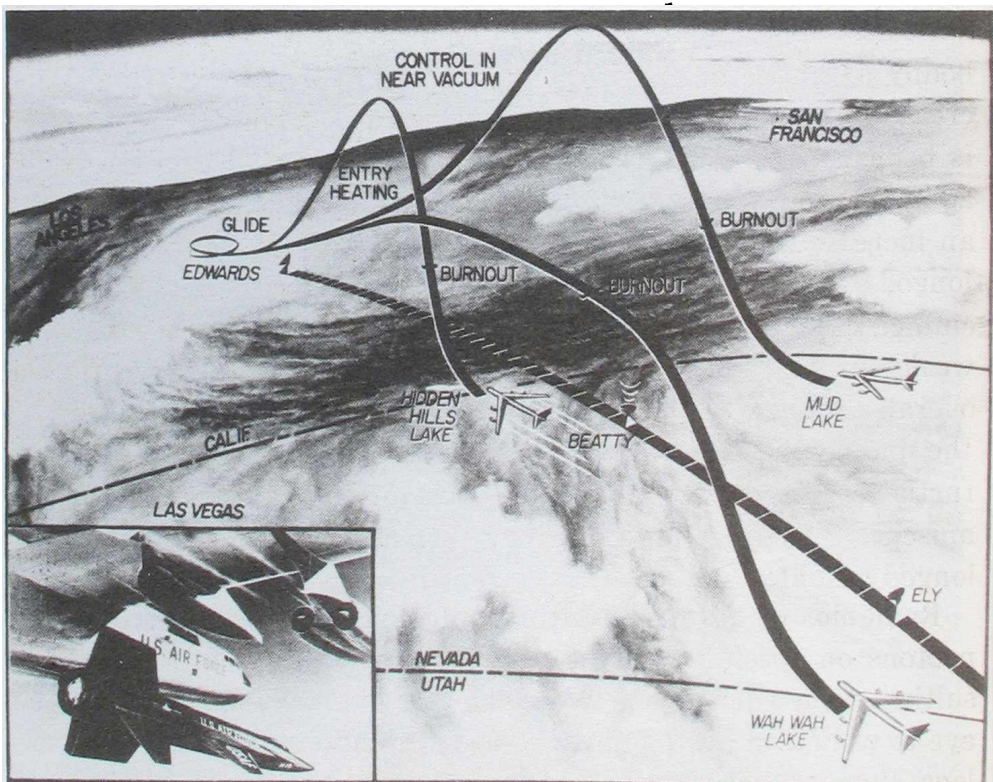 CONTROL IN
NEAR VACUUM
SAN
FRANCISCO
ENTRY
HEATING
LOS
ANGELES
GLIDE
BURNOUT
EDWARDS
BURNOUT
BURNOUT
HIDDEN
HILLS
LAKE
MUD
LAKE
CALIF
BEATTY
LAS VEGAS
ELY
U.S. AIR FORCE
NEVADA
UTAH
WAH WAH
LAKE